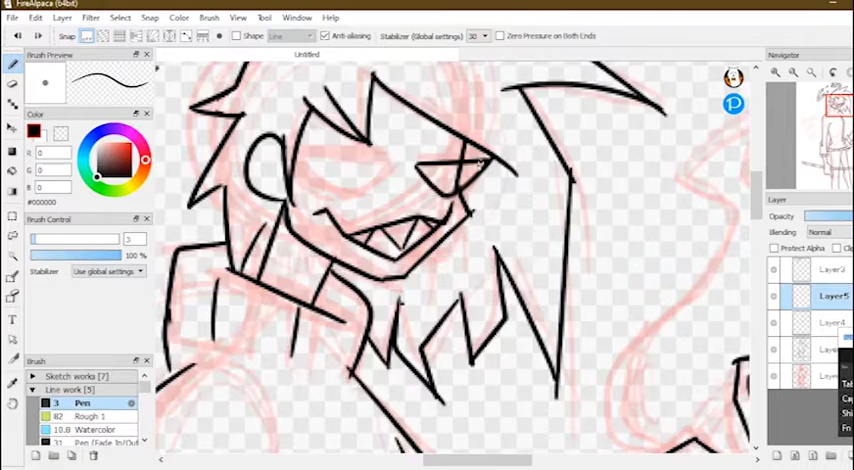 FireAlpaca (64bit)
File Edit Layer Filter Select Snap Color Brush View Tool Window Help
Snap Shape Line Anti-aliasing Stabilizer (Global settings) 30 Zero Pressure on Both Ends
Brush Preview
Untitled
Navigator
Color
R 0
G 0
B 0
#000000
Brush Control
3
100 %
Stabilizer Use global settings
Layer
Opacity
Blending Normal
Protect Alpha
Layer5
Layer4
Brush
Sketch works [7]
Line work [5]
3 Pen
82 Rough 1
10.8 Watercolor
31 Pen (Fade In/Out
Fn